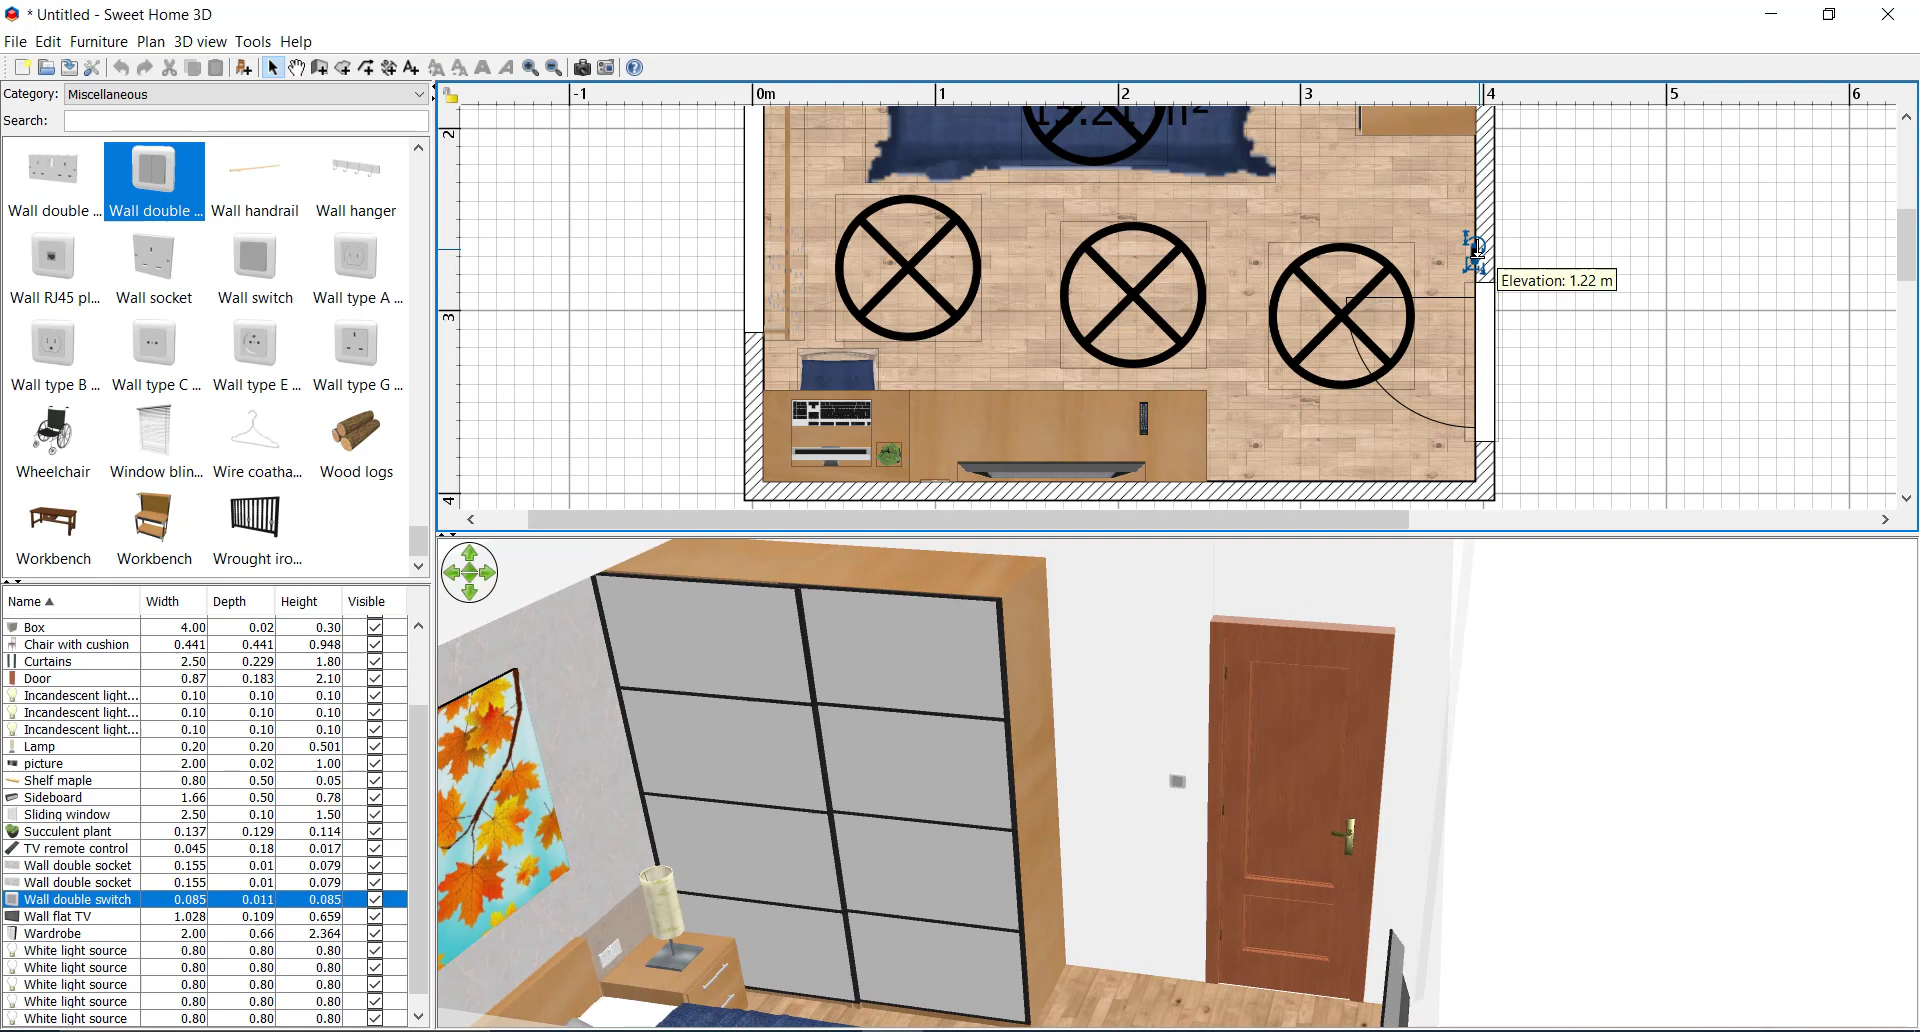 * Untitled - Sweet Home 3D
File Edit Furniture Plan 3D view Tools Help
Category: Miscellaneous
Search:
Wall double ... Wall double ... Wall handrail Wall hanger
Wall RJ45 pl... Wall socket Wall switch Wall type A ...
Wall type B ... Wall type C ... Wall type E ... Wall type G ...
Wheelchair Window blin... Wire coatha... Wood logs
Workbench Workbench Wrought iro...
Name Width Depth Height Visible
Box 4.00 0.02 0.30
Chair with cushion 0.441 0.441 0.948
Curtains 2.50 0.229 1.80
Door 0.87 0.183 2.10
Incandescent light... 0.10 0.10 0.10
Incandescent light... 0.10 0.10 0.10
Incandescent light... 0.10 0.10 0.10
Lamp 0.20 0.20 0.501
picture 2.00 0.02 1.00
Shelf maple 0.80 0.50 0.05
Sideboard 1.66 0.50 0.78
Sliding window 2.50 0.10 1.50
Succulent plant 0.137 0.129 0.114
TV remote control 0.045 0.18 0.017
Wall double socket 0.155 0.01 0.079
Wall double socket 0.155 0.01 0.079
Wall double switch 0.085 0.011 0.085
Wall flat TV 1.028 0.109 0.659
Wardrobe 2.00 0.66 2.364
White light source 0.80 0.80 0.80
White light source 0.80 0.80 0.80
White light source 0.80 0.80 0.80
White light source 0.80 0.80 0.80
White light source 0.80 0.80 0.80
-1 0m 1 2 3 4 5 6
2
3
4
Elevation: 1.22 m